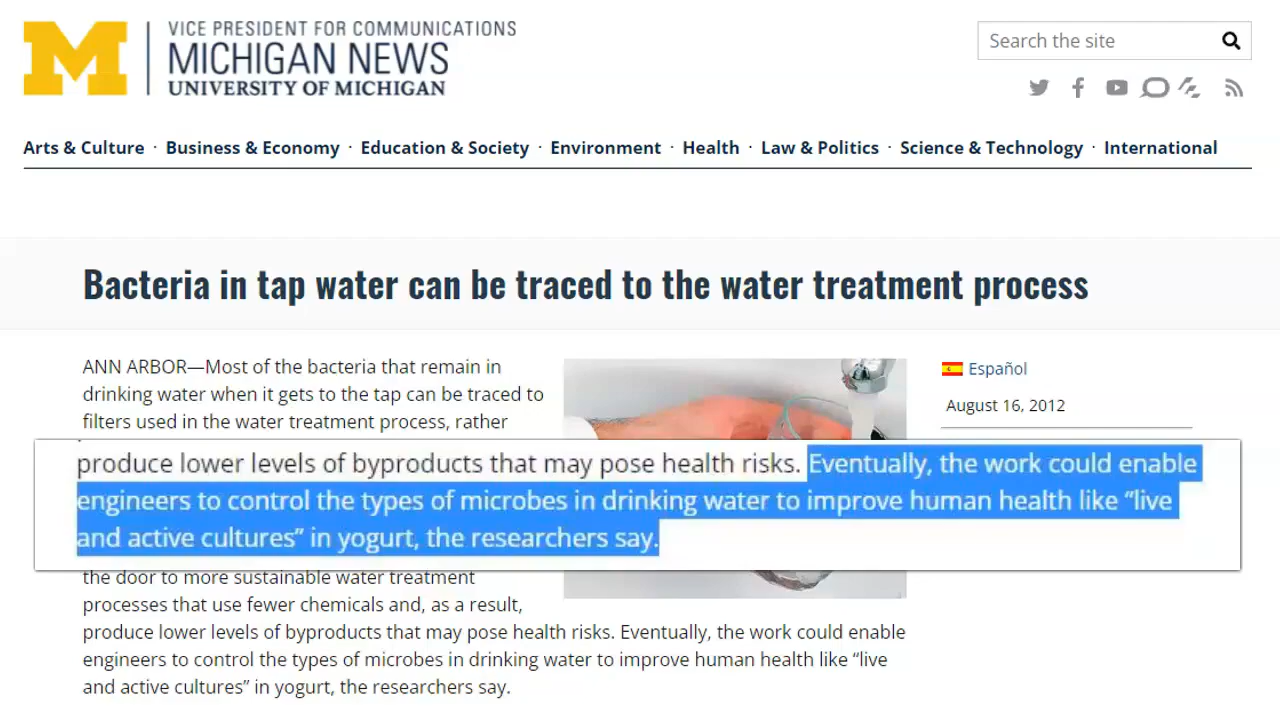 VICE PRESIDENT FOR COMMUNICATIONS
MICHIGAN NEWS
UNIVERSITY OF MICHIGAN
Search the site
Arts & Culture · Business & Economy · Education & Society · Environment · Health · Law & Politics · Science & Technology · International
Bacteria in tap water can be traced to the water treatment process
ANN ARBOR—Most of the bacteria that remain in
drinking water when it gets to the tap can be traced to
filters used in the water treatment process, rather
Español
August 16, 2012
produce lower levels of byproducts that may pose health risks. Eventually, the work could enable
engineers to control the types of microbes in drinking water to improve human health like “live
and active cultures” in yogurt, the researchers say.
the door to more sustainable water treatment
processes that use fewer chemicals and, as a result,
produce lower levels of byproducts that may pose health risks. Eventually, the work could enable
engineers to control the types of microbes in drinking water to improve human health like “live
and active cultures” in yogurt, the researchers say.